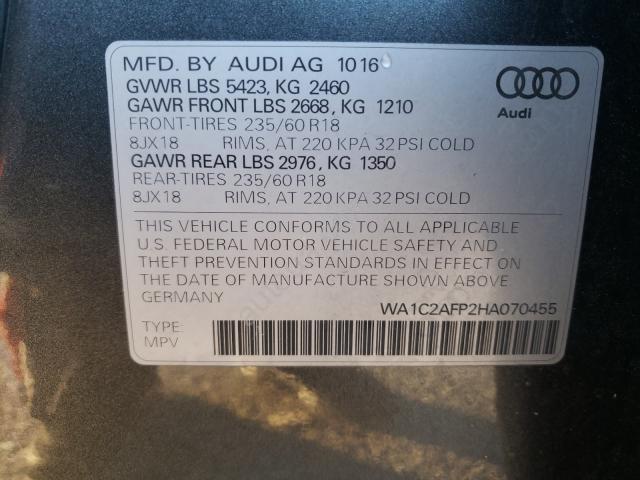 MFD. BY AUDI AG 10 16
GVWR LBS 5423, KG 2460
GAWR FRONT LBS 2668, KG 1210
FRONT-TIRES 235/60 R18
8JX18 RIMS, AT 220 KPA 32 PSI COLD
GAWR REAR LBS 2976, KG 1350
REAR-TIRES 235/60 R18
8JX18 RIMS, AT 220 KPA 32 PSI COLD
Audi
THIS VEHICLE CONFORMS TO ALL APPLICABLE
U.S. FEDERAL MOTOR VEHICLE SAFETY AND
THEFT PREVENTION STANDARDS IN EFFECT ON
THE DATE OF MANUFACTURE SHOWN ABOVE
GERMANY
WA1C2AFP2HA070455
TYPE:
MPV